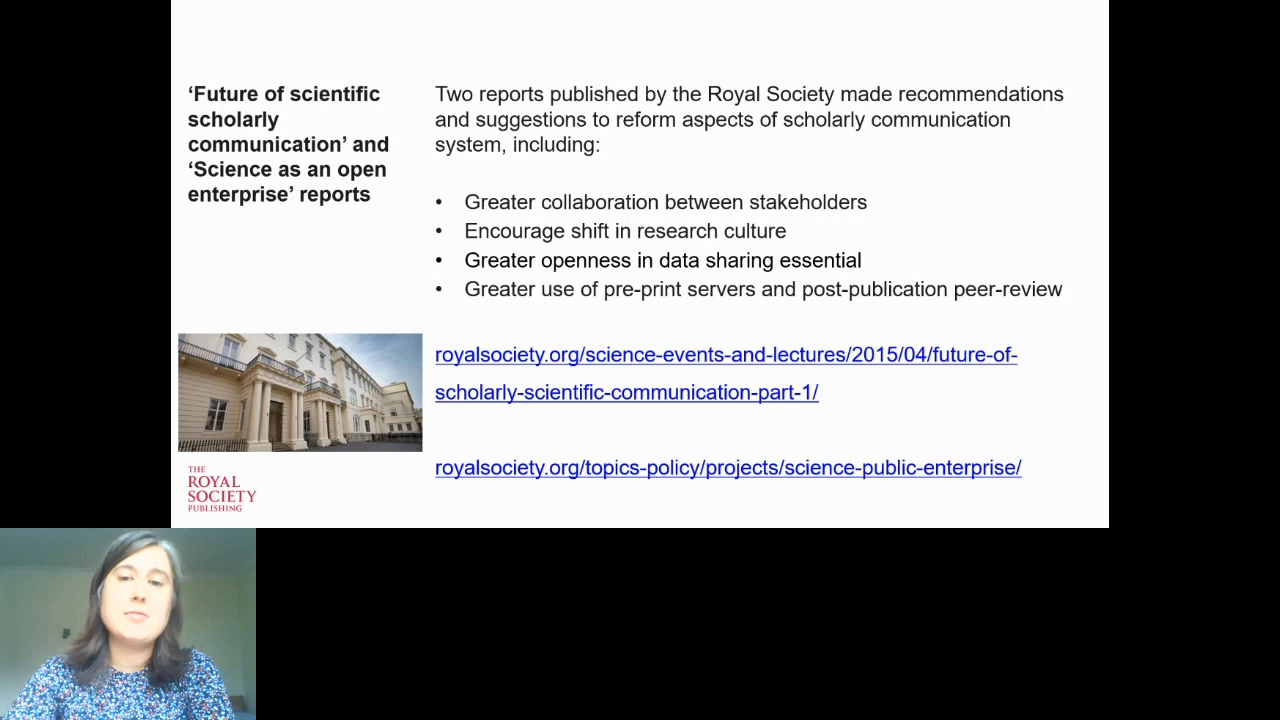 ‘Future of scientific
scholarly
communication’ and
‘Science as an open
enterprise’ reports
Two reports published by the Royal Society made recommendations
and suggestions to reform aspects of scholarly communication
system, including:
• Greater collaboration between stakeholders
• Encourage shift in research culture
• Greater openness in data sharing essential
• Greater use of pre-print servers and post-publication peer-review
royalsociety.org/science-events-and-lectures/2015/04/future-of-
scholarly-scientific-communication-part-1/
royalsociety.org/topics-policy/projects/science-public-enterprise/
THE
ROYAL
SOCIETY
PUBLISHING